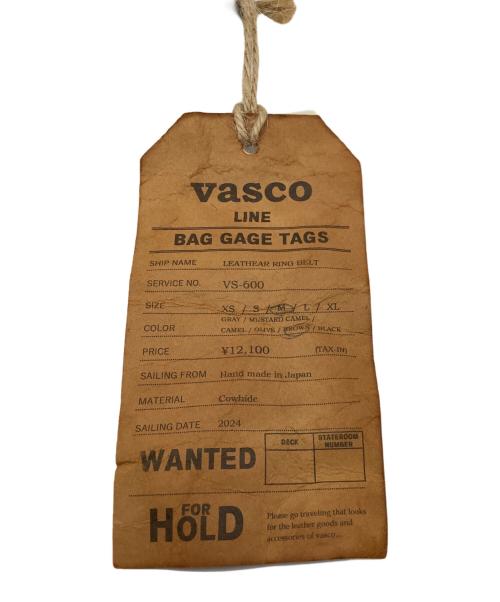 vasco
LINE
BAG GAGE TAGS
SHIP NAME LEATHEAR RING BELT
SERVICE NO. VS-600
SIZE XS / S / M / L / XL
GRAY / MUSTARD CAMEL /
COLOR CAMEL / OLIVE / BROWN / BLACK
PRICE ¥12,100 (TAX-IN)
SAILING FROM Hand made in Japan
MATERIAL Cowhide
SAILING DATE 2024
WANTED DECK STATEROOM NUMBER
FOR
HOLD
Please go traveling that looks
for the leather goods and
accessories of vasco...